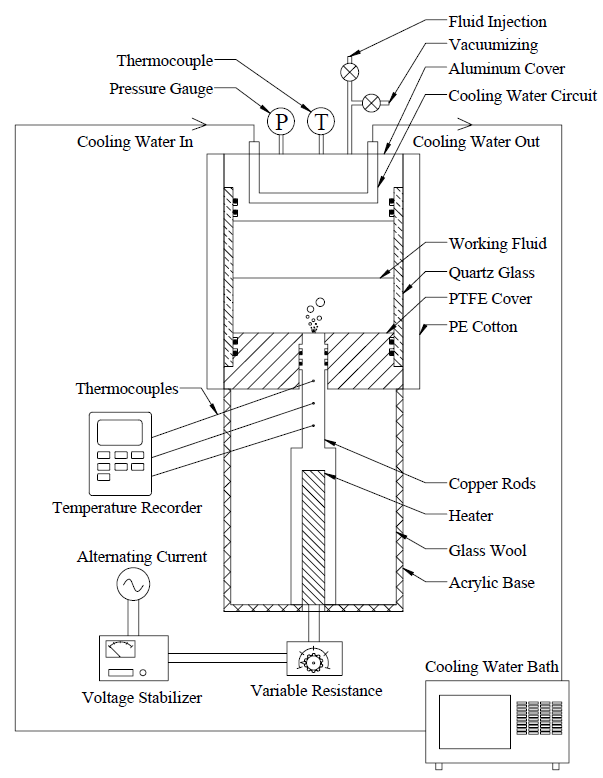 Fluid Injection
Vacuumizing
Thermocouple
Aluminum Cover
Pressure Gauge
Cooling Water Circuit
P
T
Cooling Water In
Cooling Water Out
Working Fluid
Quartz Glass
PTFE Cover
PE Cotton
Thermocouples
Copper Rods
Temperature Recorder
Heater
Glass Wool
Alternating Current
Acrylic Base
Cooling Water Bath
Voltage Stabilizer
Variable Resistance